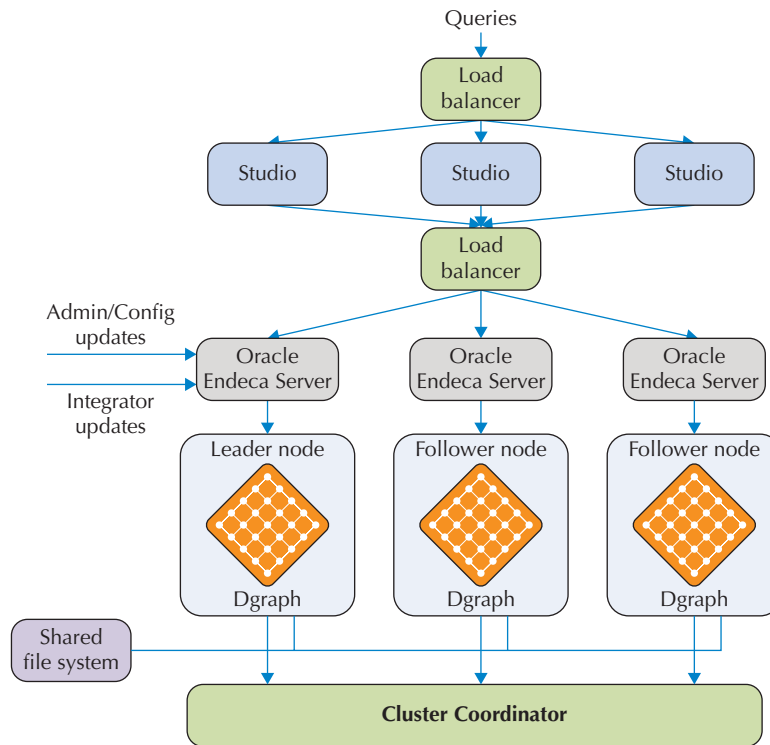 Queries
Load
balancer
Studio
Studio
Studio
Load
balancer
Admin/Config
updates
Integrator
updates
Oracle
Endeca Server
Oracle
Endeca Server
Oracle
Endeca Server
Leader node
Follower node
Follower node
Dgraph
Dgraph
Dgraph
Shared
file system
Cluster Coordinator